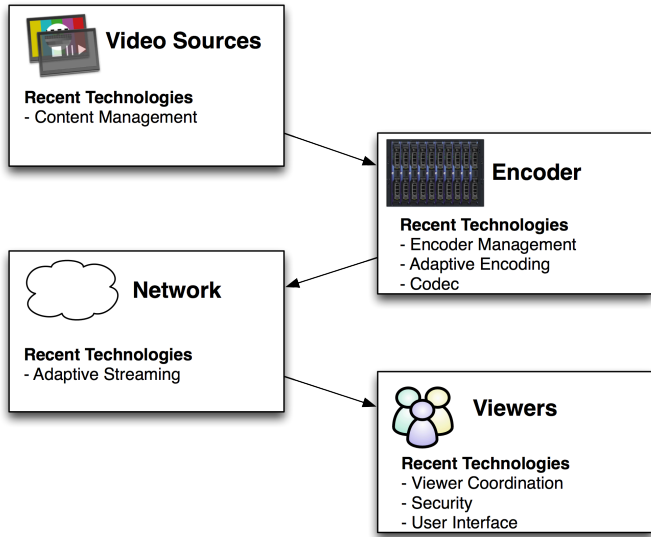 Video Sources
Recent Technologies
- Content Management
Encoder
Recent Technologies
- Encoder Management
- Adaptive Encoding
- Codec
Network
Recent Technologies
- Adaptive Streaming
Viewers
Recent Technologies
- Viewer Coordination
- Security
- User Interface